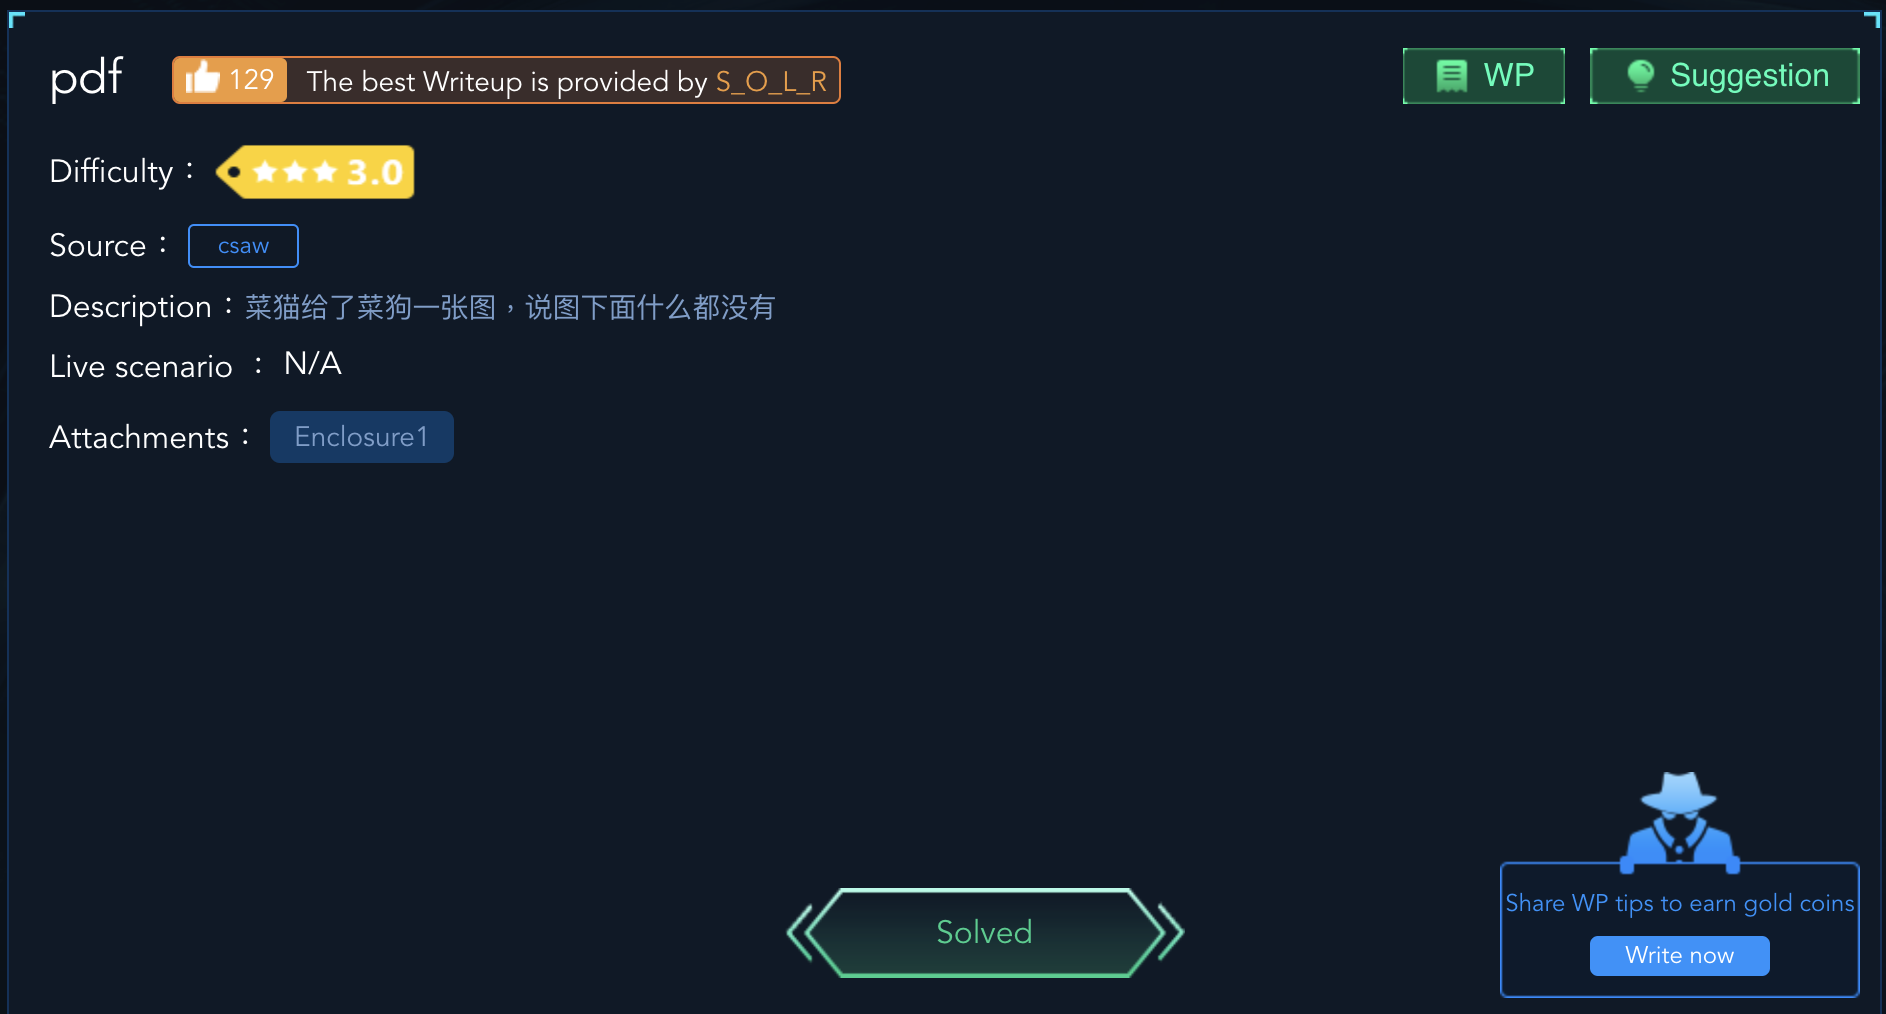 pdf
129 The best Writeup is provided by S_O_L_R
WP
Suggestion
Difficulty： 3.0
Source： csaw
Description：菜猫给了菜狗一张图，说图下面什么都没有
Live scenario ： N/A
Attachments： Enclosure1
Solved
Share WP tips to earn gold coins
Write now